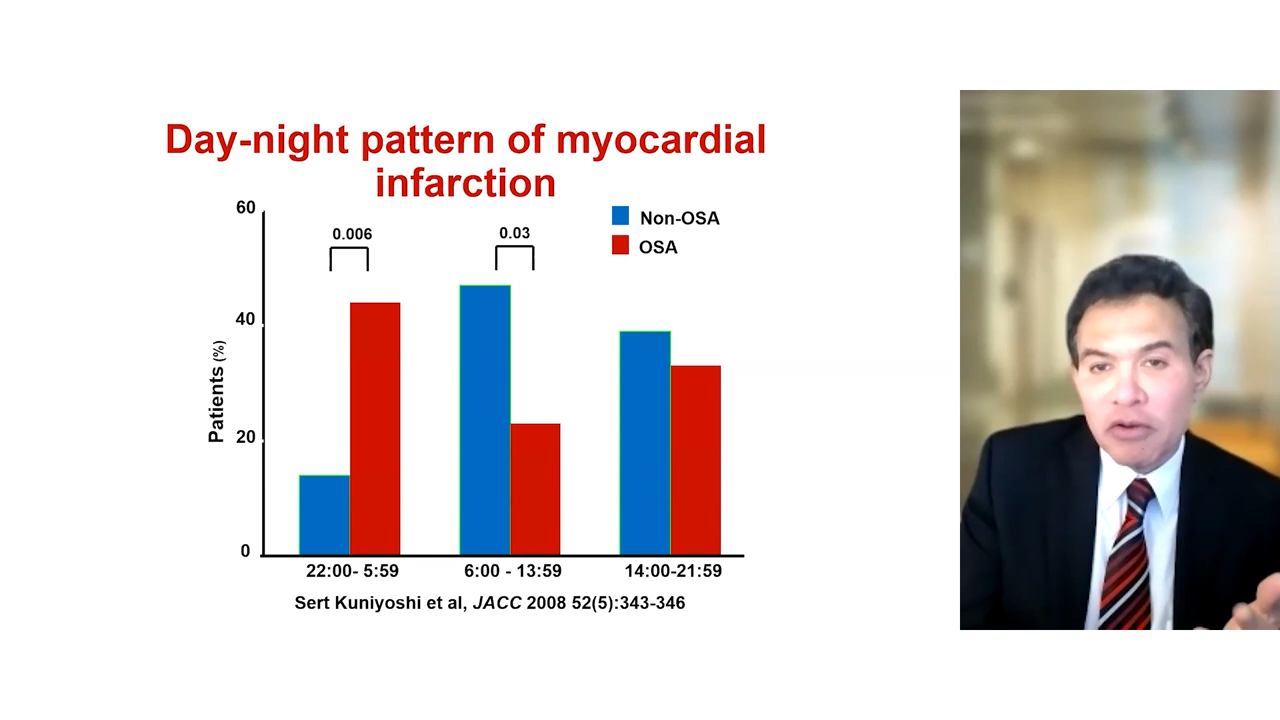 Day-night pattern of myocardial
infarction
60
40
20
0
Patients (%)
0.006
0.03
Non-OSA
OSA
22:00- 5:59
6:00 - 13:59
14:00-21:59
Sert Kuniyoshi et al, JACC 2008 52(5):343-346